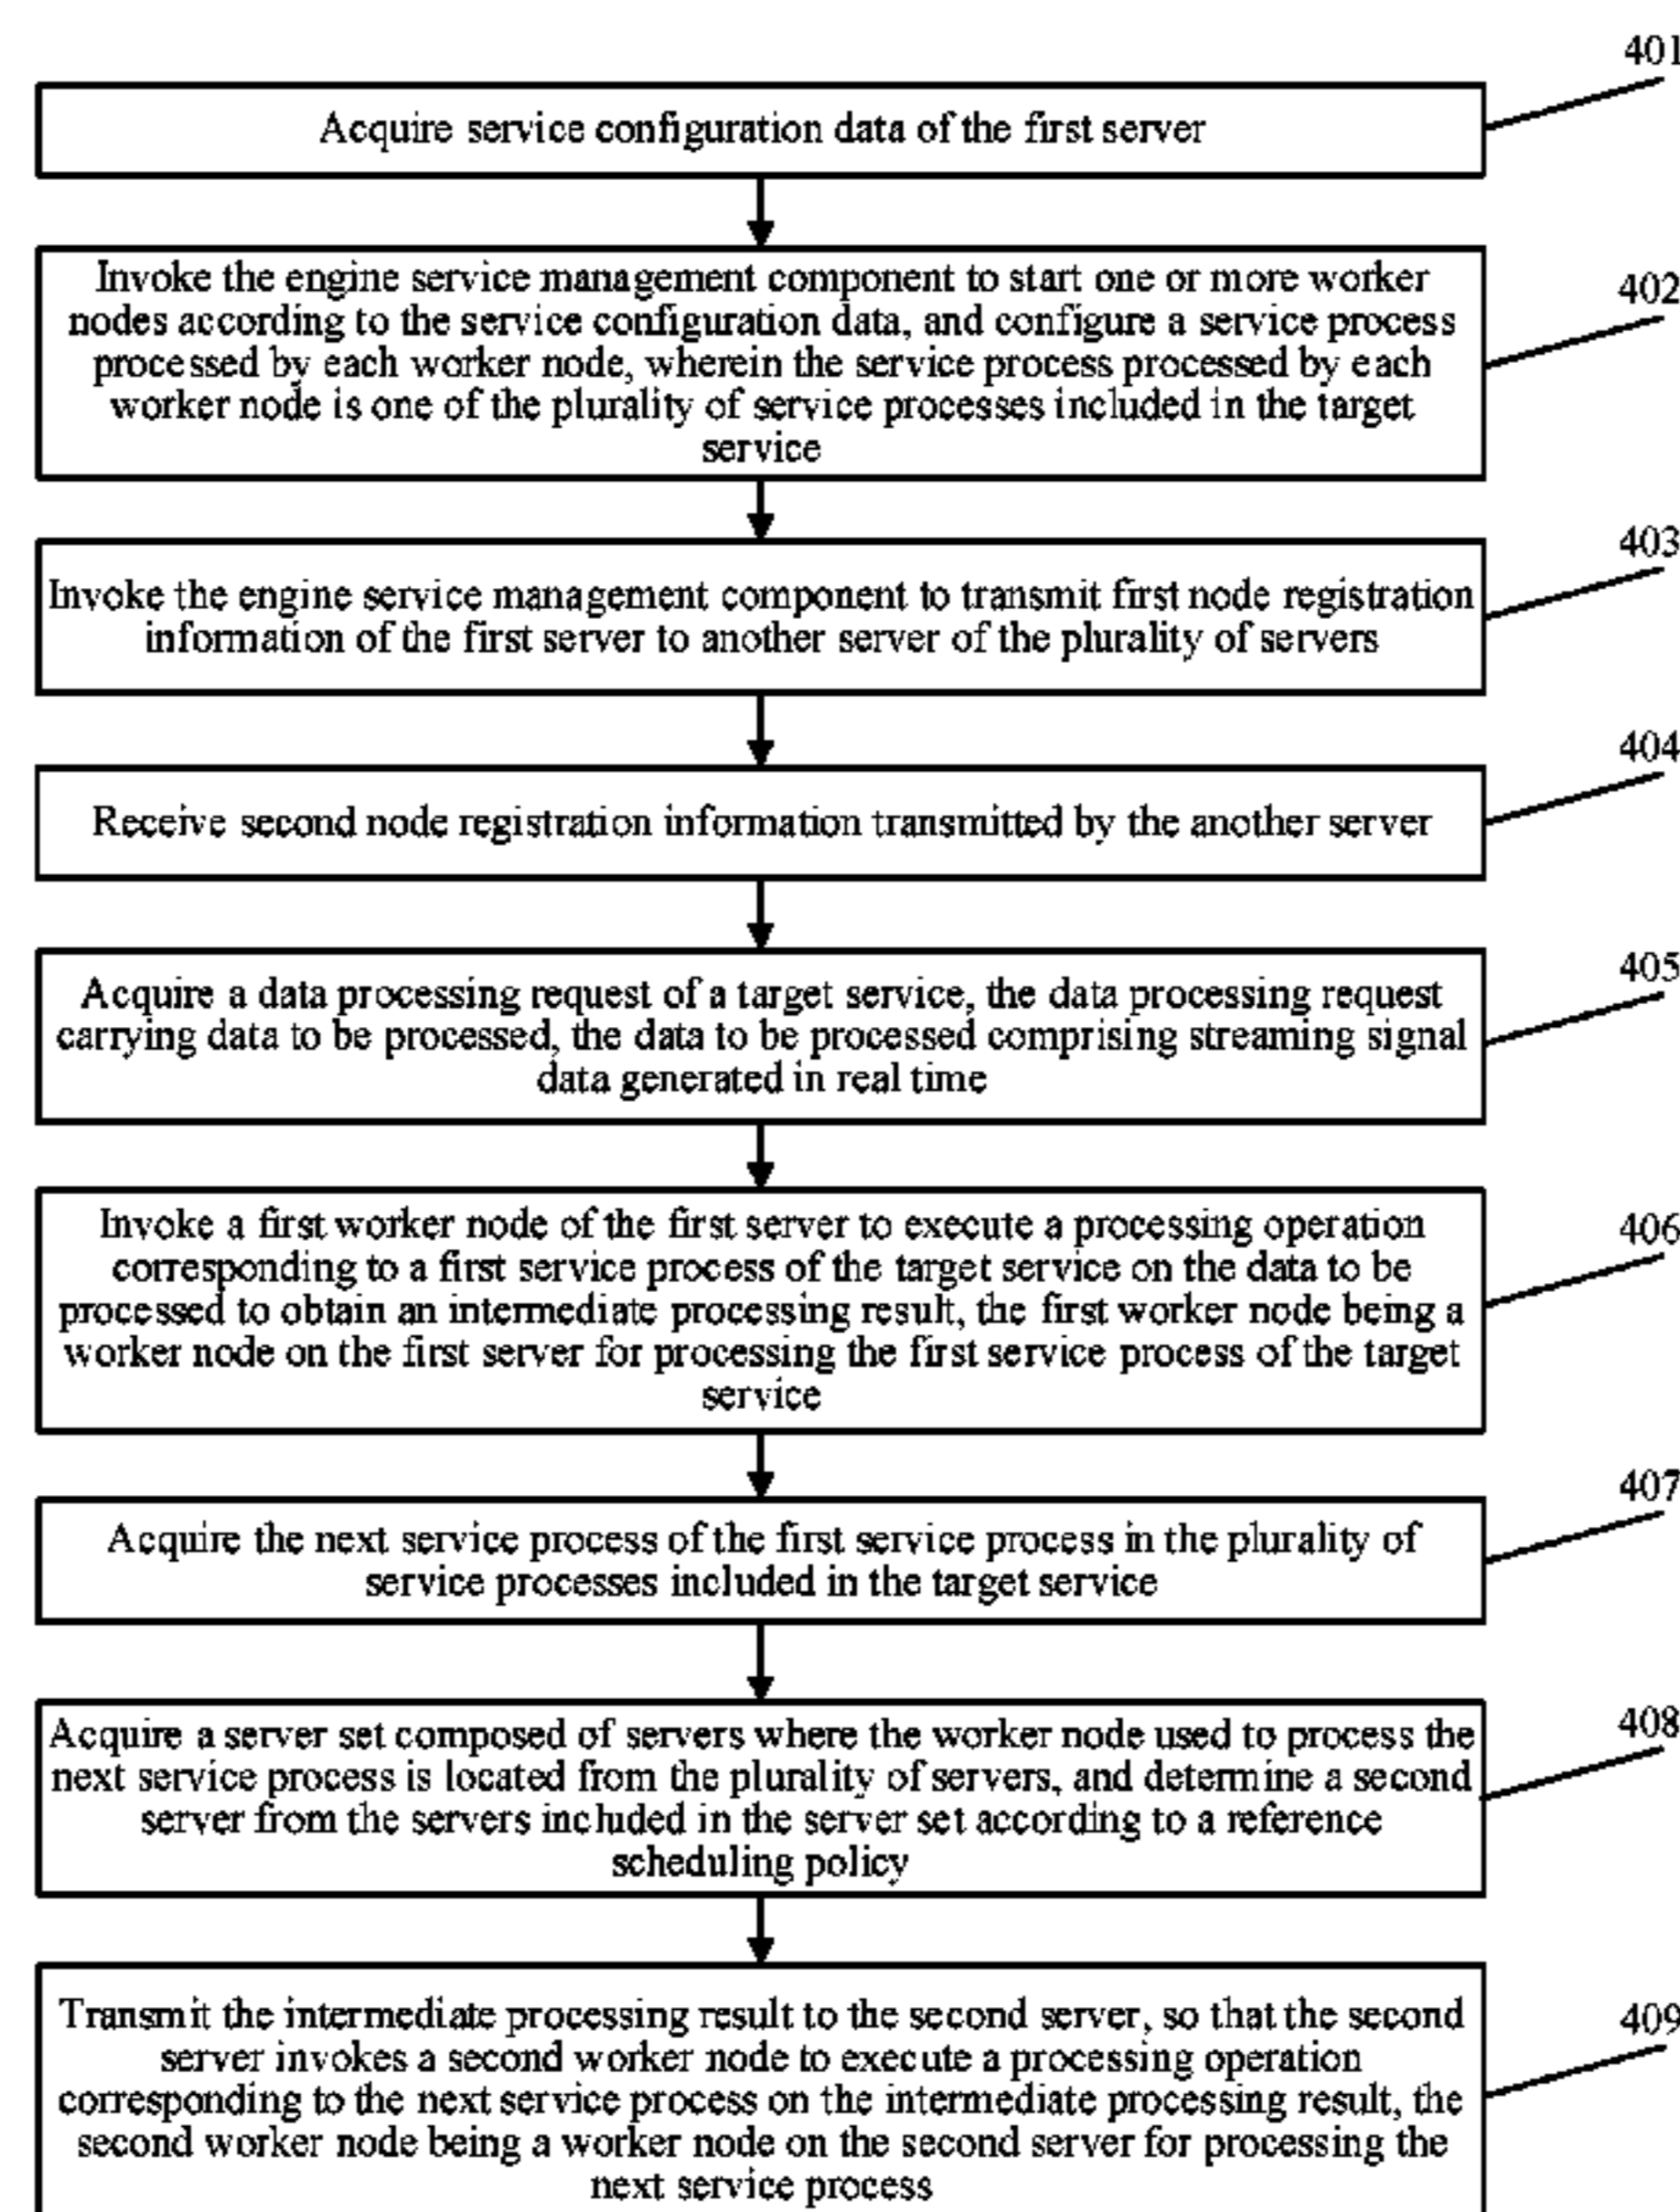 401
Acquire service configuration data of the first server
402
Invoke the engine service management component to start one or more worker
nodes according to the service configuration data, and configure a service process
processed by each worker node, wherein the service process processed by each
worker node is one of the plurality of service processes included in the target
service
403
Invoke the engine service management component to transmit first node registration
information of the first server to another server of the plurality of servers
404
Receive second node registration information transmitted by the another server
405
Acquire a data processing request of a target service, the data processing request
carrying data to be processed, the data to be processed comprising streaming signal
data generated in real time
406
Invoke a first worker node of the first server to execute a processing operation
corresponding to a first service process of the target service on the data to be
processed to obtain an intermediate processing result, the first worker node being a
worker node on the first server for processing the first service process of the target
service
407
Acquire the next service process of the first service process in the plurality of
service processes included in the target service
408
Acquire a server set composed of servers where the worker node used to process the
next service process is located from the plurality of servers, and determine a second
server from the servers included in the server set according to a reference
scheduling policy
409
Transmit the intermediate processing result to the second server, so that the second
server invokes a second worker node to execute a processing operation
corresponding to the next service process on the intermediate processing result, the
second worker node being a worker node on the second server for processing the
next service process